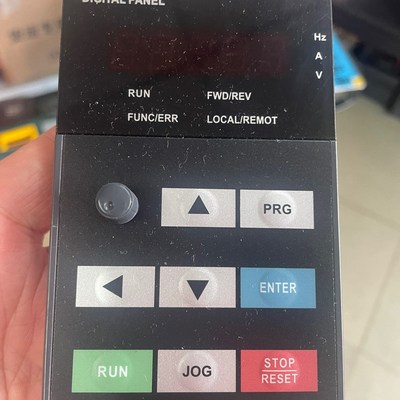 DIGITAL PANEL
Hz
A
V
RUN FWD/REV
FUNC/ERR LOCAL/REMOT
PRG
ENTER
RUN JOG STOP
RESET